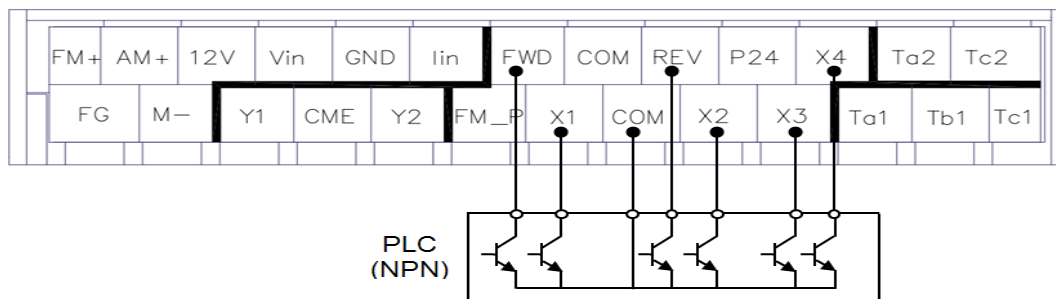 FM+ AM+ 12V Vin GND Iin FWD COM REV P24 X4 Ta2 Tc2
FG M- Y1 CME Y2 FM_P X1 COM X2 X3 Ta1 Tb1 Tc1
PLC
(NPN)